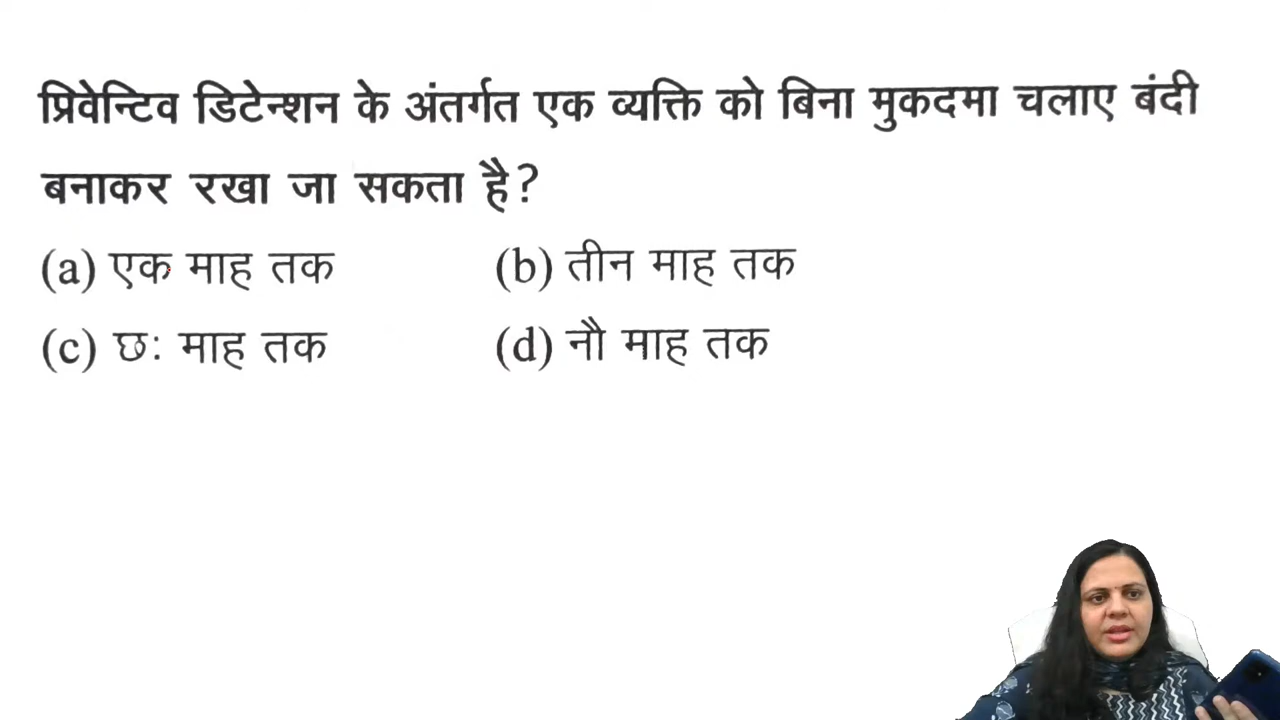 प्रिवेन्टिव डिटेन्शन के अंतर्गत एक व्यक्ति को बिना मुकदमा चलाए बंदी
बनाकर रखा जा सकता है?
(a) एक माह तक (b) तीन माह तक
(c) छः माह तक (d) नौ माह तक